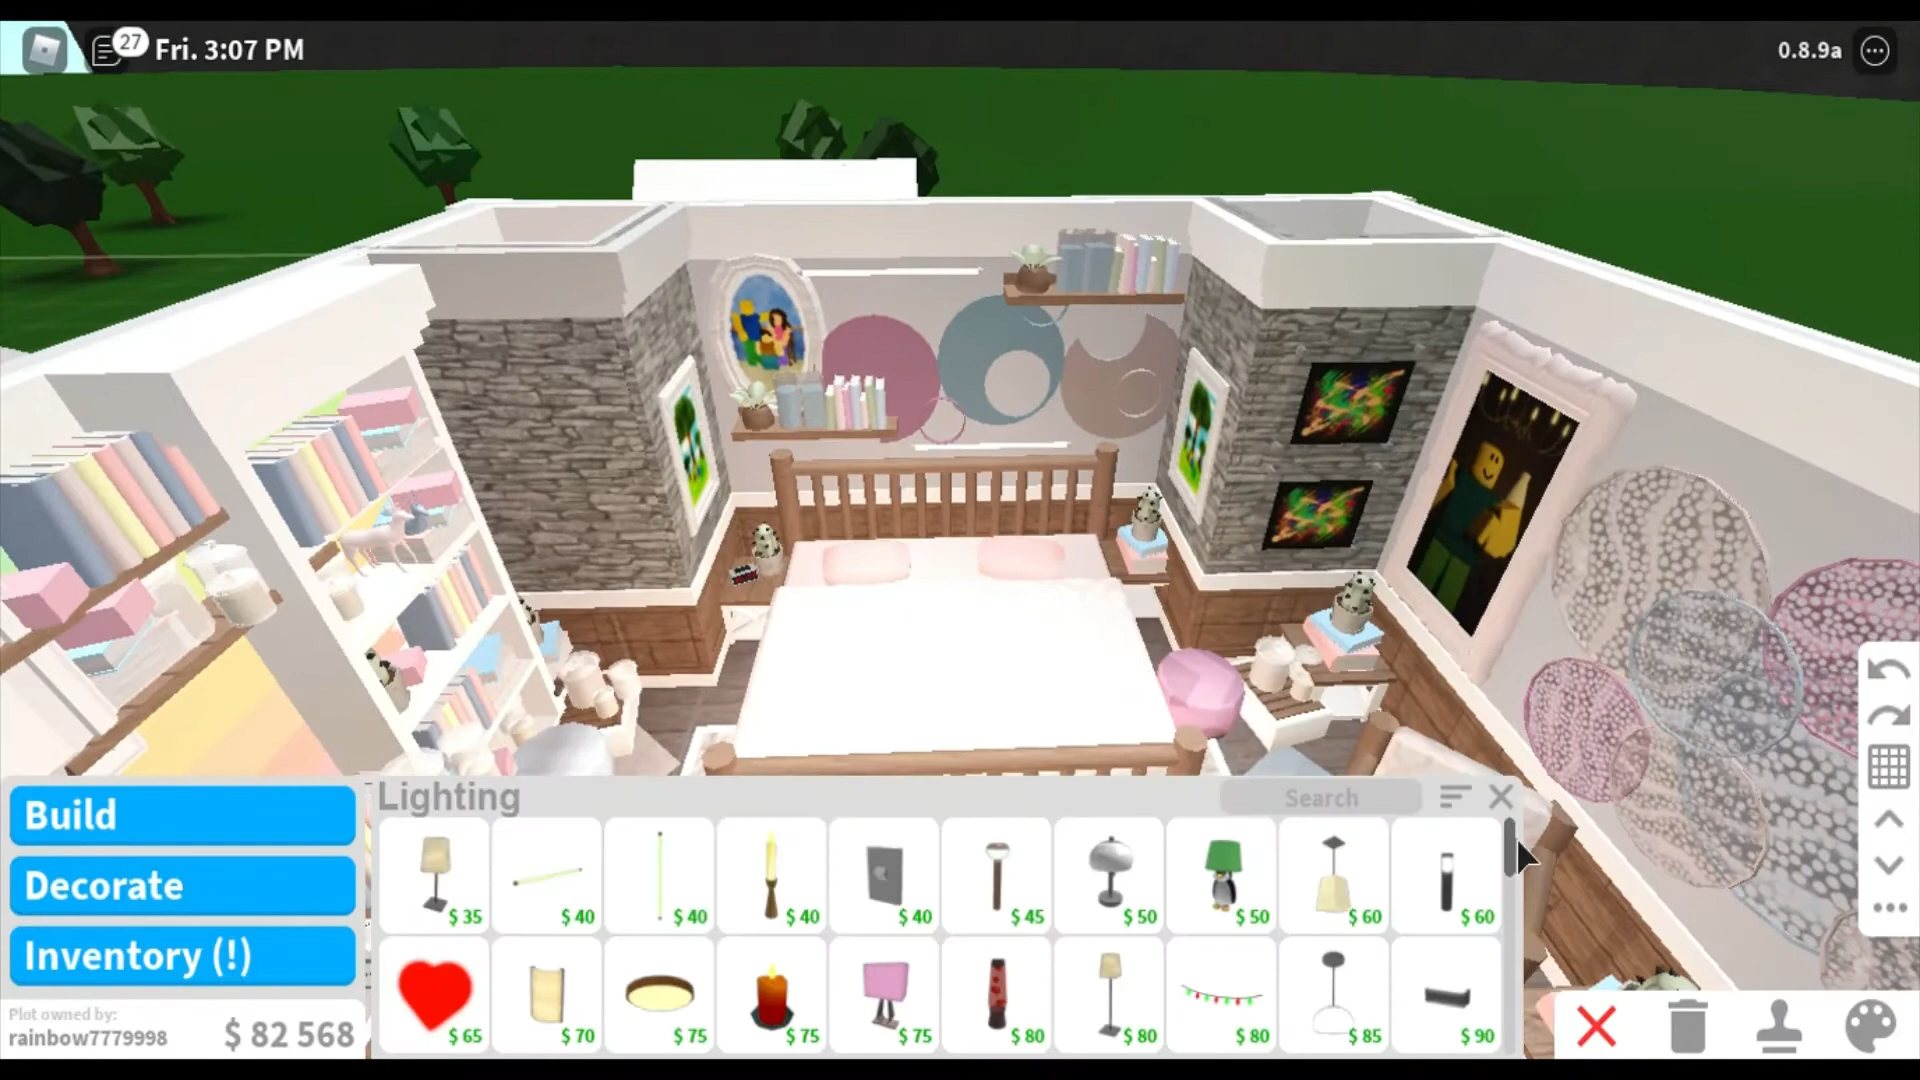 27 Fri. 3:07 PM
0.8.9a
Build
Decorate
Inventory (!)
Plot owned by:
rainbow7779998
$ 82 568
Lighting
Search
$ 35 $ 40 $ 40 $ 40 $ 40 $ 45 $ 50 $ 50 $ 60 $ 60
$ 65 $ 70 $ 75 $ 75 $ 75 $ 80 $ 80 $ 80 $ 85 $ 90